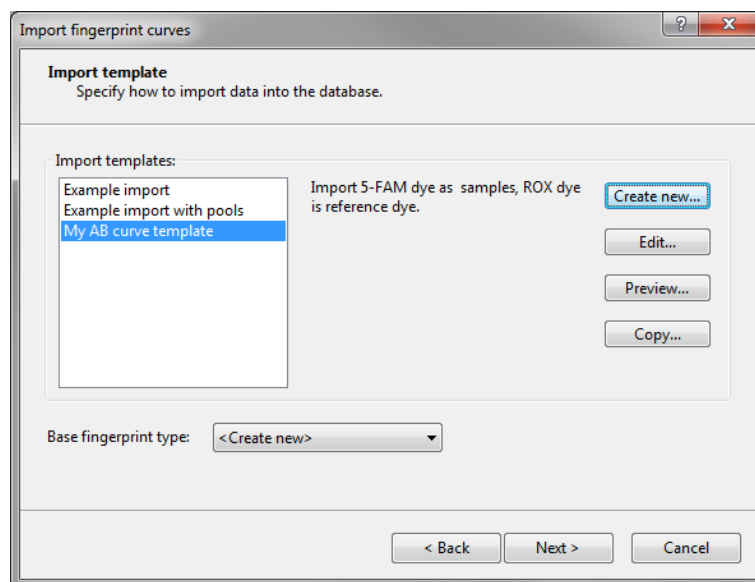 Import fingerprint curves
?
Import template
Specify how to import data into the database.
Import templates:
Example import
Example import with pools
My AB curve template
Import 5-FAM dye as  samples, ROX dye
is reference dye.
Create new...
Edit...
Preview...
Copy...
Base fingerprint type:
<Create new>
< Back
Next >
Cancel